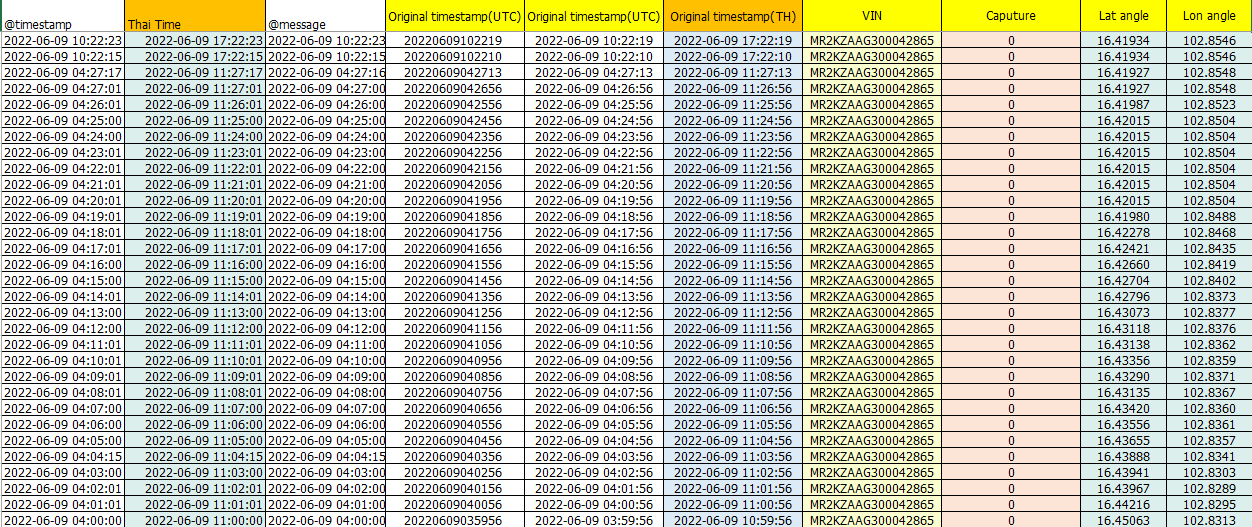 @timestamp Thai Time @message Original timestamp(UTC) Original timestamp(UTC) Original timestamp(TH) VIN Caputure Lat angle Lon angle
2022-06-09 10:22:23 2022-06-09 17:22:23 2022-06-09 10:22:23 20220609102219 2022-06-09 10:22:19 2022-06-09 17:22:19 MR2KZAAG300042865 0 16.41934 102.8546
2022-06-09 10:22:15 2022-06-09 17:22:15 2022-06-09 10:22:15 20220609102210 2022-06-09 10:22:10 2022-06-09 17:22:10 MR2KZAAG300042865 0 16.41934 102.8546
2022-06-09 04:27:17 2022-06-09 11:27:17 2022-06-09 04:27:16 20220609042713 2022-06-09 04:27:13 2022-06-09 11:27:13 MR2KZAAG300042865 0 16.41927 102.8548
2022-06-09 04:27:01 2022-06-09 11:27:01 2022-06-09 04:27:00 20220609042656 2022-06-09 04:26:56 2022-06-09 11:26:56 MR2KZAAG300042865 0 16.41927 102.8548
2022-06-09 04:26:01 2022-06-09 11:26:01 2022-06-09 04:26:00 20220609042556 2022-06-09 04:25:56 2022-06-09 11:25:56 MR2KZAAG300042865 0 16.41987 102.8523
2022-06-09 04:25:00 2022-06-09 11:25:00 2022-06-09 04:25:00 20220609042456 2022-06-09 04:24:56 2022-06-09 11:24:56 MR2KZAAG300042865 0 16.42015 102.8504
2022-06-09 04:24:00 2022-06-09 11:24:00 2022-06-09 04:24:00 20220609042356 2022-06-09 04:23:56 2022-06-09 11:23:56 MR2KZAAG300042865 0 16.42015 102.8504
2022-06-09 04:23:01 2022-06-09 11:23:01 2022-06-09 04:23:00 20220609042256 2022-06-09 04:22:56 2022-06-09 11:22:56 MR2KZAAG300042865 0 16.42015 102.8504
2022-06-09 04:22:01 2022-06-09 11:22:01 2022-06-09 04:22:00 20220609042156 2022-06-09 04:21:56 2022-06-09 11:21:56 MR2KZAAG300042865 0 16.42015 102.8504
2022-06-09 04:21:01 2022-06-09 11:21:01 2022-06-09 04:21:00 20220609042056 2022-06-09 04:20:56 2022-06-09 11:20:56 MR2KZAAG300042865 0 16.42015 102.8504
2022-06-09 04:20:01 2022-06-09 11:20:01 2022-06-09 04:20:00 20220609041956 2022-06-09 04:19:56 2022-06-09 11:19:56 MR2KZAAG300042865 0 16.42015 102.8504
2022-06-09 04:19:01 2022-06-09 11:19:01 2022-06-09 04:19:00 20220609041856 2022-06-09 04:18:56 2022-06-09 11:18:56 MR2KZAAG300042865 0 16.41980 102.8488
2022-06-09 04:18:01 2022-06-09 11:18:01 2022-06-09 04:18:00 20220609041756 2022-06-09 04:17:56 2022-06-09 11:17:56 MR2KZAAG300042865 0 16.42278 102.8468
2022-06-09 04:17:01 2022-06-09 11:17:01 2022-06-09 04:17:00 20220609041656 2022-06-09 04:16:56 2022-06-09 11:16:56 MR2KZAAG300042865 0 16.42421 102.8435
2022-06-09 04:16:00 2022-06-09 11:16:00 2022-06-09 04:16:00 20220609041556 2022-06-09 04:15:56 2022-06-09 11:15:56 MR2KZAAG300042865 0 16.42660 102.8419
2022-06-09 04:15:00 2022-06-09 11:15:00 2022-06-09 04:15:00 20220609041456 2022-06-09 04:14:56 2022-06-09 11:14:56 MR2KZAAG300042865 0 16.42704 102.8402
2022-06-09 04:14:01 2022-06-09 11:14:01 2022-06-09 04:14:00 20220609041356 2022-06-09 04:13:56 2022-06-09 11:13:56 MR2KZAAG300042865 0 16.42796 102.8373
2022-06-09 04:13:00 2022-06-09 11:13:00 2022-06-09 04:13:00 20220609041256 2022-06-09 04:12:56 2022-06-09 11:12:56 MR2KZAAG300042865 0 16.43073 102.8377
2022-06-09 04:12:00 2022-06-09 11:12:00 2022-06-09 04:12:00 20220609041156 2022-06-09 04:11:56 2022-06-09 11:11:56 MR2KZAAG300042865 0 16.43118 102.8376
2022-06-09 04:11:01 2022-06-09 11:11:01 2022-06-09 04:11:00 20220609041056 2022-06-09 04:10:56 2022-06-09 11:10:56 MR2KZAAG300042865 0 16.43138 102.8362
2022-06-09 04:10:01 2022-06-09 11:10:01 2022-06-09 04:10:00 20220609040956 2022-06-09 04:09:56 2022-06-09 11:09:56 MR2KZAAG300042865 0 16.43356 102.8359
2022-06-09 04:09:01 2022-06-09 11:09:01 2022-06-09 04:09:00 20220609040856 2022-06-09 04:08:56 2022-06-09 11:08:56 MR2KZAAG300042865 0 16.43290 102.8371
2022-06-09 04:08:01 2022-06-09 11:08:01 2022-06-09 04:08:00 20220609040756 2022-06-09 04:07:56 2022-06-09 11:07:56 MR2KZAAG300042865 0 16.43135 102.8367
2022-06-09 04:07:00 2022-06-09 11:07:00 2022-06-09 04:07:00 20220609040656 2022-06-09 04:06:56 2022-06-09 11:06:56 MR2KZAAG300042865 0 16.43420 102.8360
2022-06-09 04:06:00 2022-06-09 11:06:00 2022-06-09 04:06:00 20220609040556 2022-06-09 04:05:56 2022-06-09 11:05:56 MR2KZAAG300042865 0 16.43556 102.8361
2022-06-09 04:05:00 2022-06-09 11:05:00 2022-06-09 04:05:00 20220609040456 2022-06-09 04:04:56 2022-06-09 11:04:56 MR2KZAAG300042865 0 16.43655 102.8357
2022-06-09 04:04:15 2022-06-09 11:04:15 2022-06-09 04:04:15 20220609040356 2022-06-09 04:03:56 2022-06-09 11:03:56 MR2KZAAG300042865 0 16.43888 102.8341
2022-06-09 04:03:00 2022-06-09 11:03:00 2022-06-09 04:03:00 20220609040256 2022-06-09 04:02:56 2022-06-09 11:02:56 MR2KZAAG300042865 0 16.43941 102.8303
2022-06-09 04:02:01 2022-06-09 11:02:01 2022-06-09 04:02:00 20220609040156 2022-06-09 04:01:56 2022-06-09 11:01:56 MR2KZAAG300042865 0 16.43967 102.8289
2022-06-09 04:01:01 2022-06-09 11:01:01 2022-06-09 04:01:00 20220609040056 2022-06-09 04:00:56 2022-06-09 11:00:56 MR2KZAAG300042865 0 16.44216 102.8295
2022-06-09 04:00:00 2022-06-09 11:00:00 2022-06-09 04:00:00 20220609035956 2022-06-09 03:59:56 2022-06-09 10:59:56 MR2KZAAG300042865 0 16.45063 102.8313